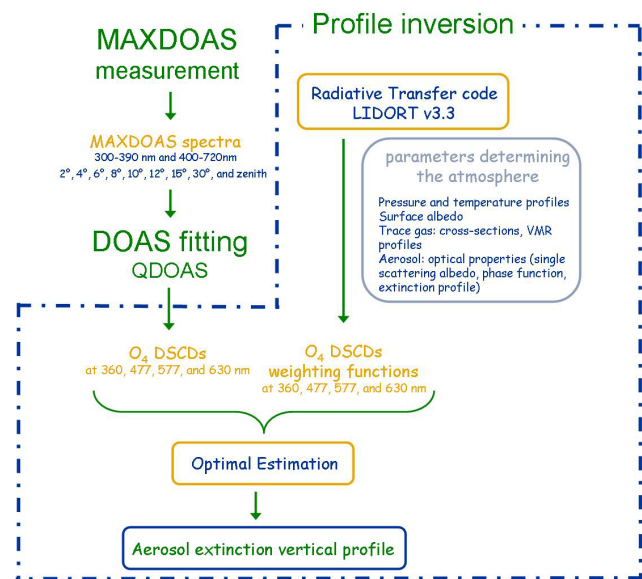 Profile inversion
MAXDOAS
measurement
MAXDOAS spectra
300-390 nm and 400-720nm
2°, 4°, 6°, 8°, 10°, 12°, 15°, 30°, and zenith
DOAS fitting
QDOAS
Radiative Transfer code
LIDORT v3.3
parameters determining
the atmosphere
Pressure and temperature profiles
Surface albedo
Trace gas: cross-sections, VMR
profiles
Aerosol: optical properties (single
scattering albedo, phase function,
extinction profile)
O₄ DSCDs
at 360, 477, 577, and 630 nm
O₄ DSCDs
weighting functions
at 360, 477, 577, and 630 nm
Optimal Estimation
Aerosol extinction vertical profile